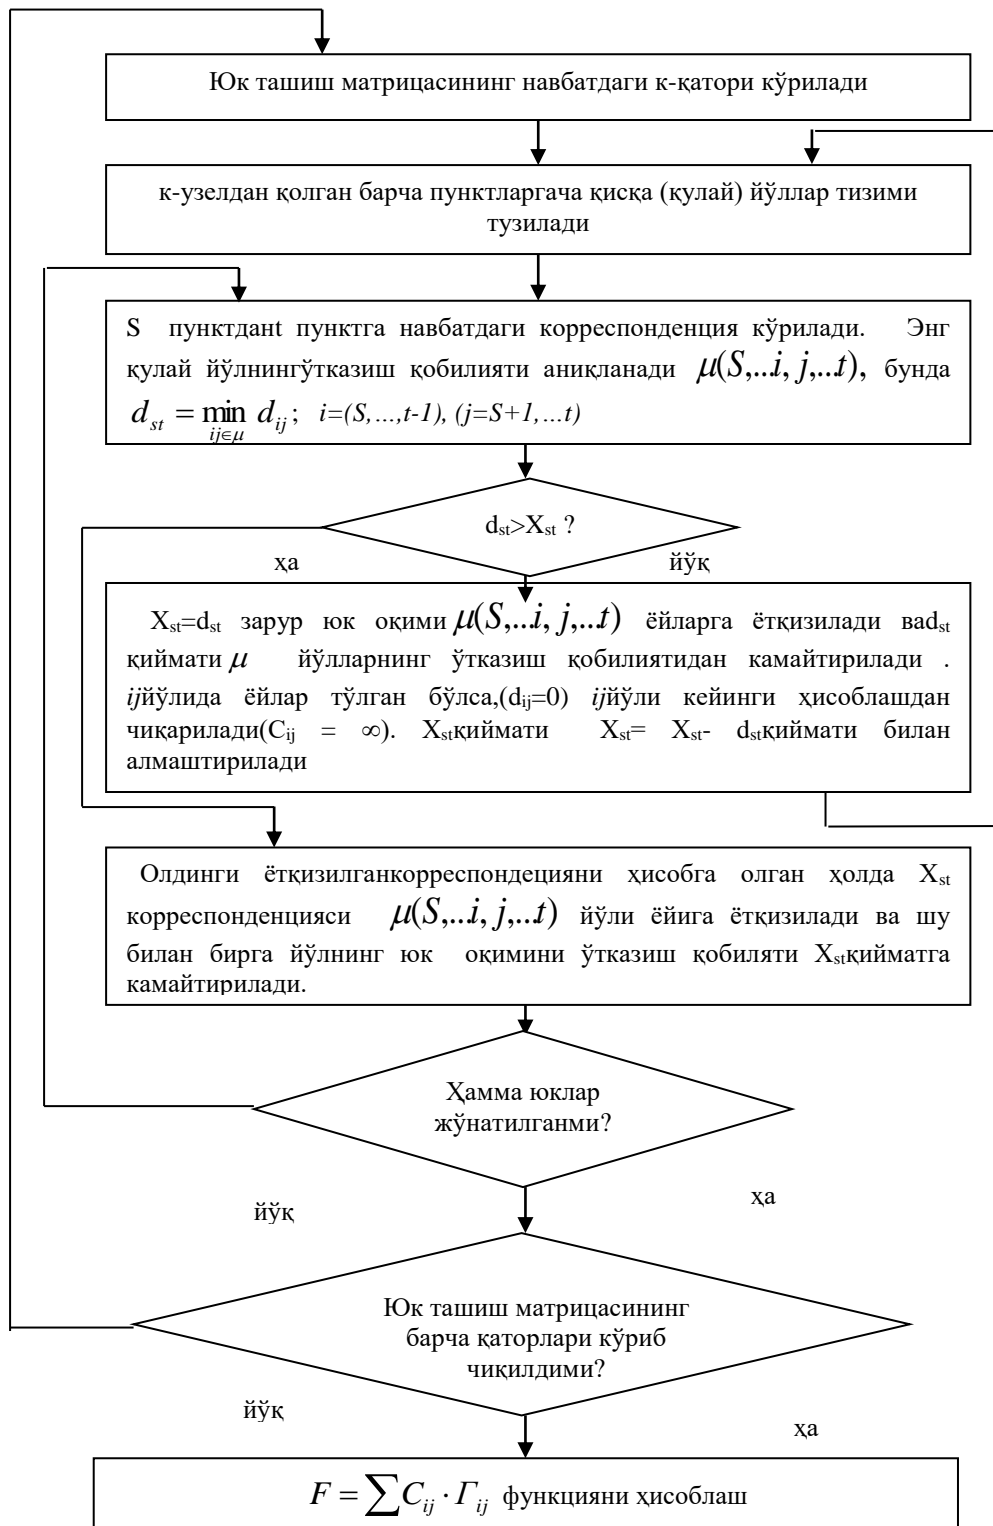 Юк ташиш матрицасининг навбатдаги к-қатори кўрилади
к-узелдан қолган барча пунктларгача қисқа (қулай) йўллар тизими
тузилади
S пунктданt пунктга навбатдаги корреспонденция кўрилади. Энг
қулай йўлнингўтказиш қобилияти аниқланади μ(S,...i, j,...t), бунда
d_st = min_{ij∈μ} d_ij; i=(S,...,t-1), (j=S+1,...t)
d_st>X_st ?
ҳа йўқ
X_st=d_st зарур юк оқими μ(S,...i, j,...t) ёйларга ётқизилади ваd_st
қиймати μ йўлларнинг ўтказиш қобилиятидан камайтирилади .
ijйўлида ёйлар тўлган бўлса,(d_ij=0) ijйўли кейинги ҳисоблашдан
чиқарилади(C_ij = ∞). X_stқиймати X_st= X_st- d_stқиймати билан
алмаштирилади
Олдинги ётқизилганкорреспондецияни ҳисобга олган ҳолда X_st
корреспонденцияси μ(S,...i, j,...t) йўли ёйига ётқизилади ва шу
билан бирга йўлнинг юк оқимини ўтказиш қобиляти X_stқийматга
камайтирилади.
Ҳамма юклар
жўнатилганми?
йўқ ҳа
Юк ташиш матрицасининг
барча қаторлари кўриб
чиқилдими?
йўқ ҳа
F = ∑C_ij · Г_ij функцияни ҳисоблаш